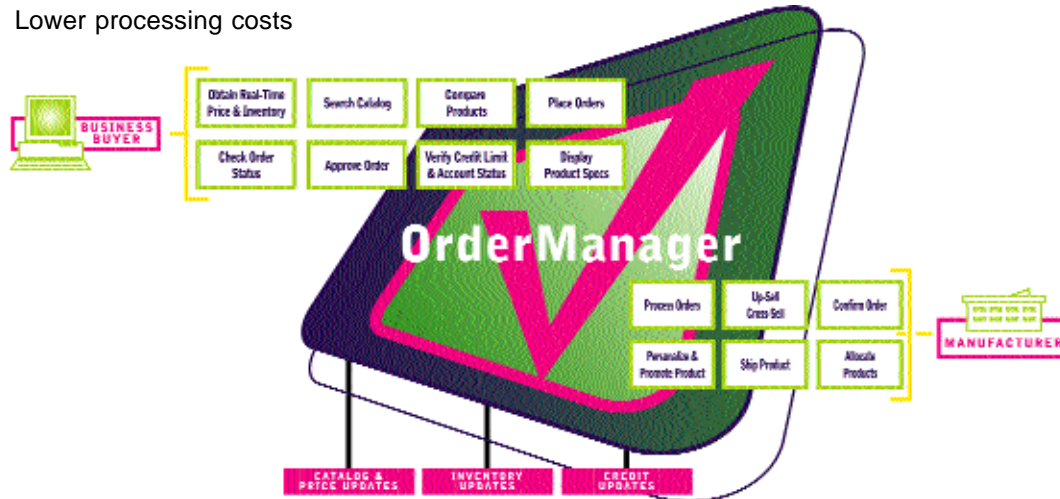 Lower processing costs
Obtain Real-Time
Price & Inventory
Search Catalog
Compare
Products
Place Orders
BUSINESS
BUYER
Check Order
Status
Approve Order
Verify Credit Limit
& Account Status
Display
Product Specs
OrderManager
Process Orders
Up-Sell
Cross Sell
Confirm Order
MANUFACTURER
Personalize &
Promote Product
Ship Product
Allocate
Products
CATALOG &
PRICE UPDATES
INVENTORY
UPDATES
CREDIT
UPDATES